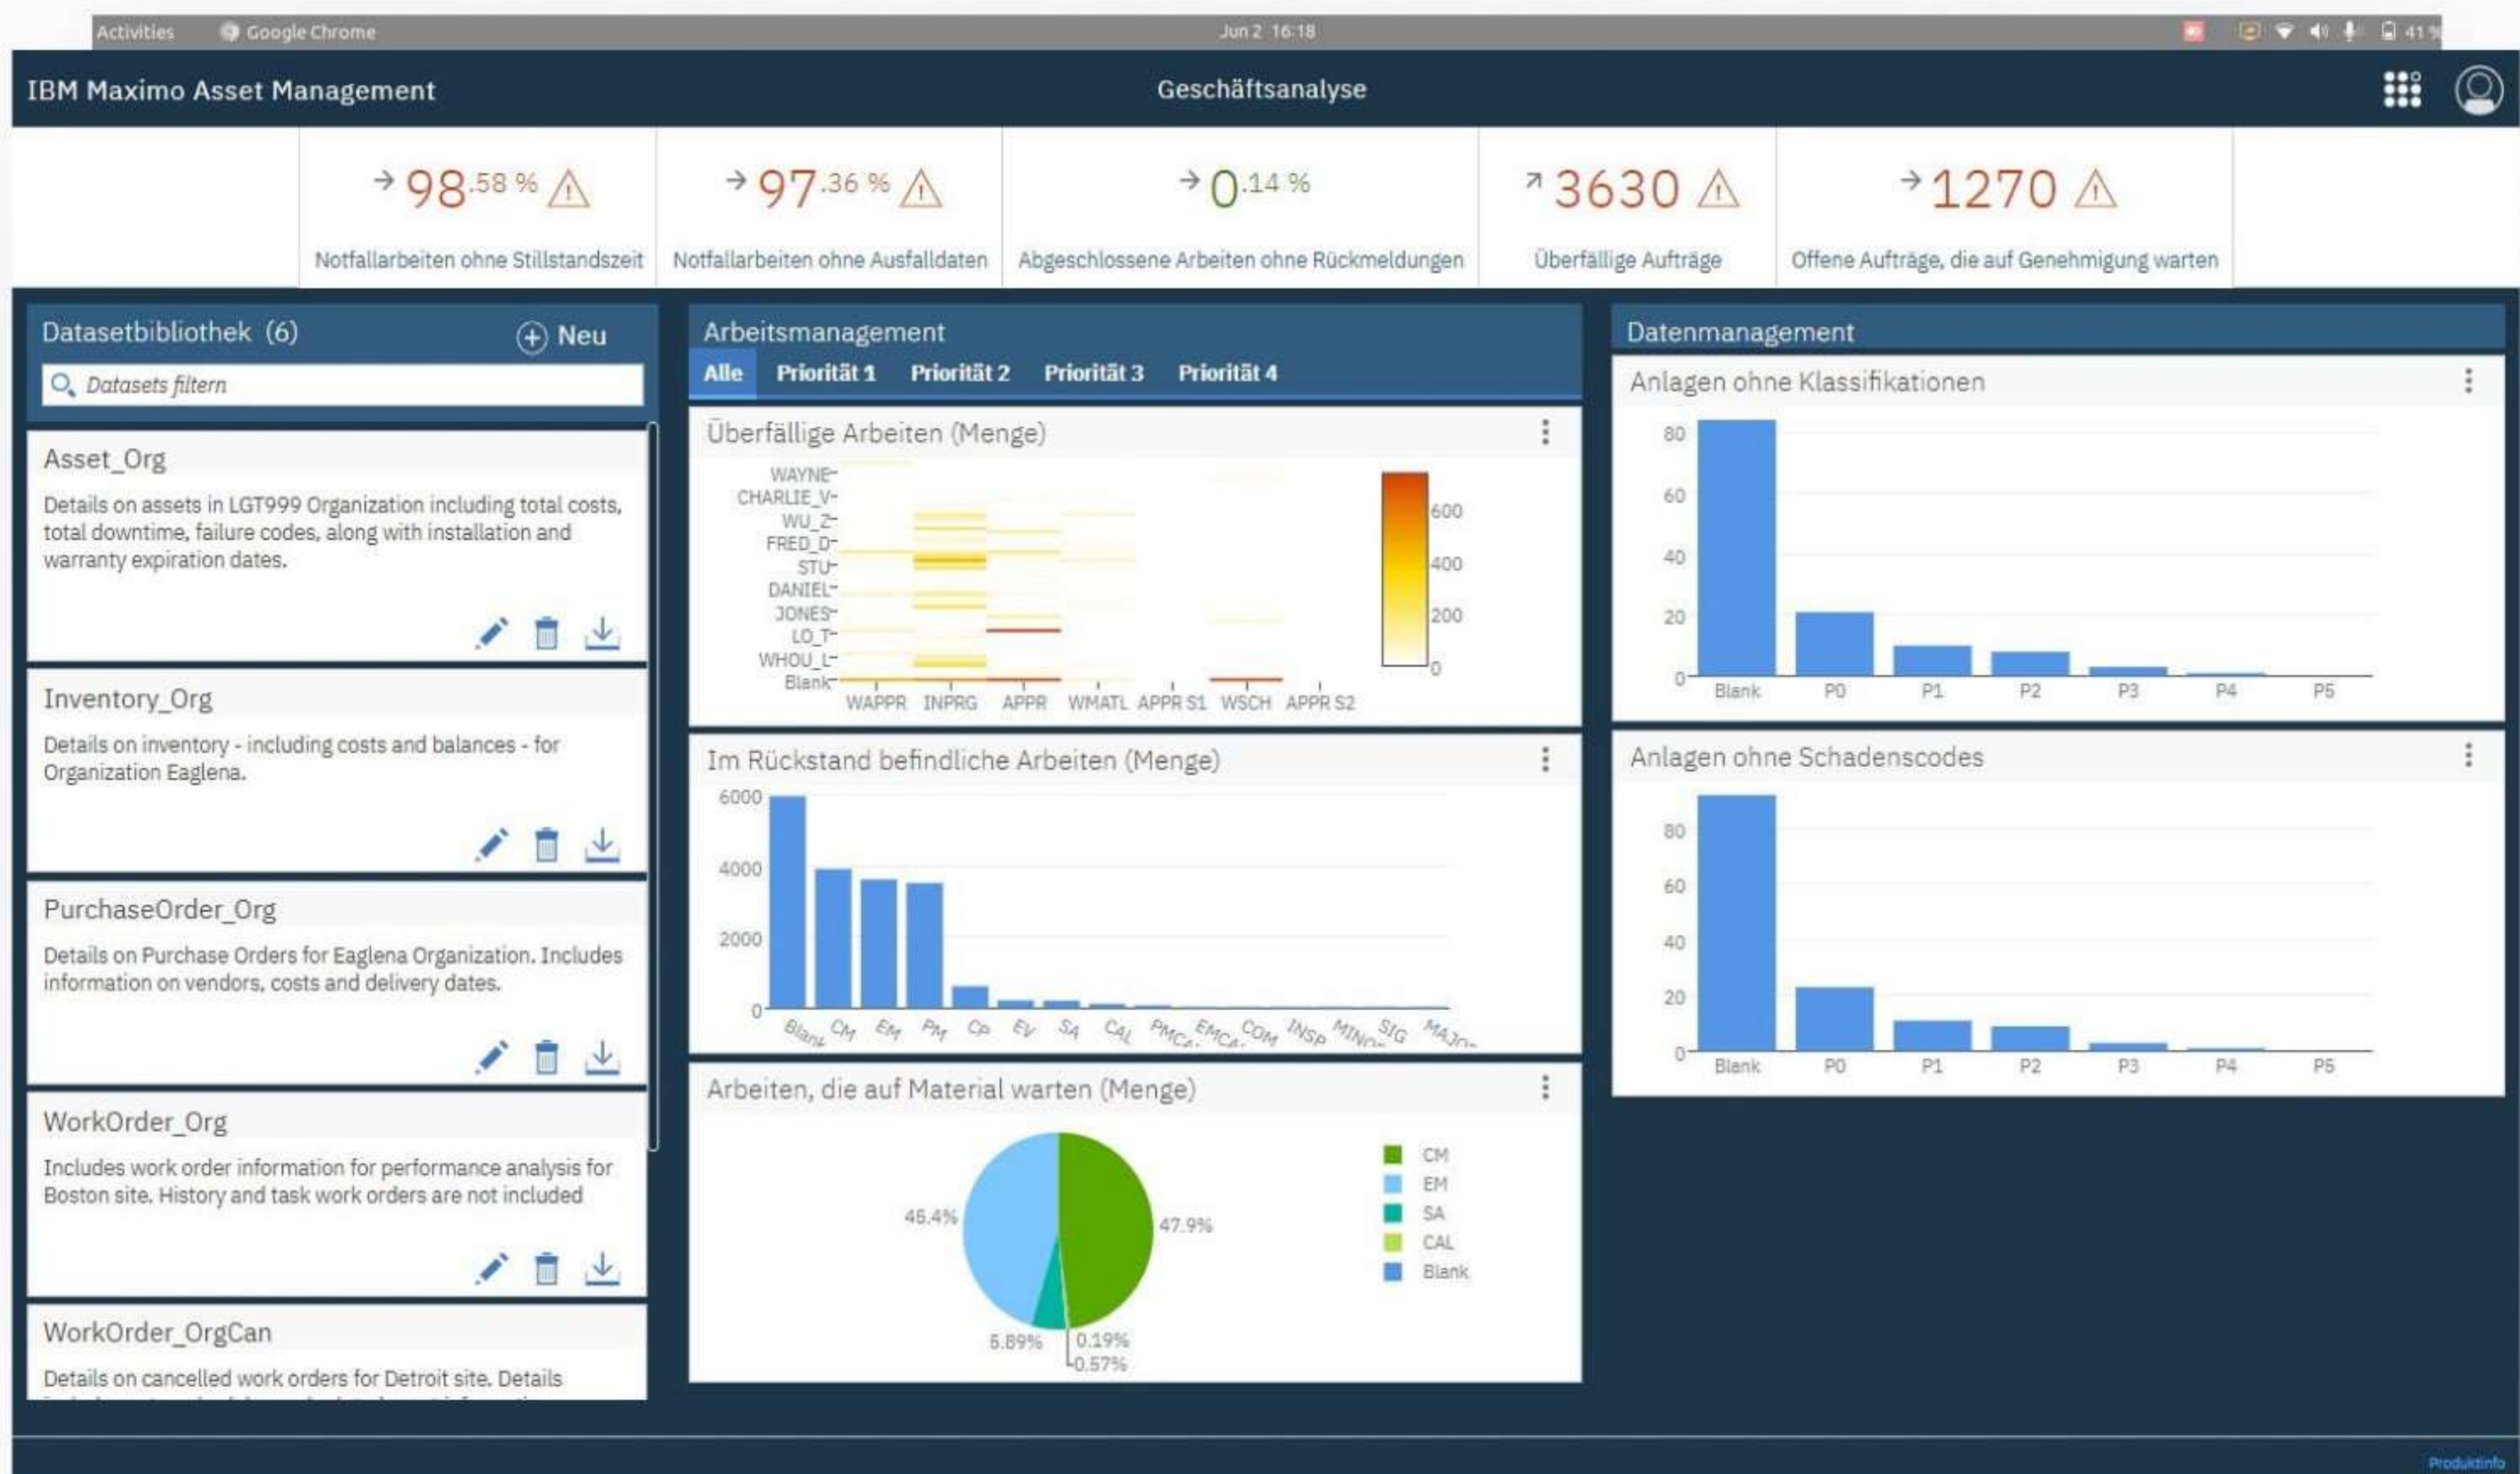 Activities Google Chrome Jun 2 16:18 41 %
IBM Maximo Asset Management Geschäftsanalyse
98.58 %
Notfallarbeiten ohne Stillstandszeit
97.36 %
Notfallarbeiten ohne Ausfalldaten
0.14 %
Abgeschlossene Arbeiten ohne Rückmeldungen
3630
Überfällige Aufträge
1270
Offene Aufträge, die auf Genehmigung warten
Datasetbibliothek (6) Neu
Datasets filtern
Asset_Org
Details on assets in LGT999 Organization including total costs,
total downtime, failure codes, along with installation and
warranty expiration dates.
Inventory_Org
Details on inventory - including costs and balances - for
Organization Eaglena.
PurchaseOrder_Org
Details on Purchase Orders for Eaglena Organization. Includes
information on vendors, costs and delivery dates.
WorkOrder_Org
Includes work order information for performance analysis for
Boston site. History and task work orders are not included
WorkOrder_OrgCan
Details on cancelled work orders for Detroit site. Details
Arbeitsmanagement
Alle Priorität 1 Priorität 2 Priorität 3 Priorität 4
Überfällige Arbeiten (Menge)
WAYNE
CHARLIE_V
WU_Z
FRED_D
STU
DANIEL
JONES
LO_T
WHOU_L
Blank
WAPPR INPRG APPR WMATL APPR S1 WSCH APPR S2
600
400
200
0
Im Rückstand befindliche Arbeiten (Menge)
6000
4000
2000
0
Blank CM EM PM CP EV SA CAL PMCA EMCA COM INSP MINO SIG MAJO
Arbeiten, die auf Material warten (Menge)
45.4%
47.9%
5.89%
0.19%
0.57%
CM
EM
SA
CAL
Blank
Datenmanagement
Anlagen ohne Klassifikationen
80
60
40
20
0
Blank P0 P1 P2 P3 P4 P5
Anlagen ohne Schadenscodes
80
60
40
20
0
Blank P0 P1 P2 P3 P4 P5
Produktinfo